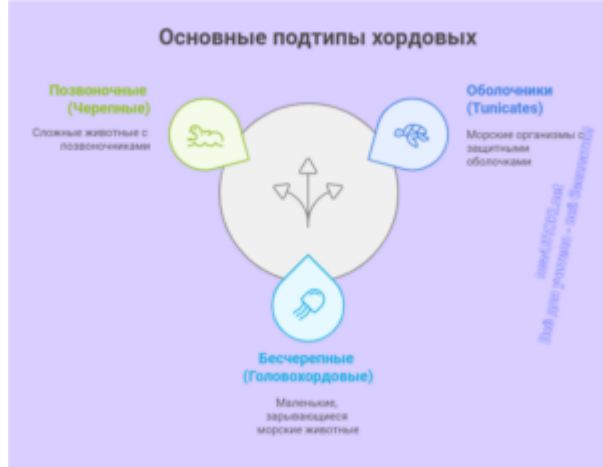 Основные подтипы хордовых
Позвоночные
(Черепные)
Сложные животные с
позвоночниками
Оболочники
(Tunicates)
Морские организмы с
защитными
оболочками
Бесчерепные
(Головохордовые)
Маленькие,
зарывающиеся
морские животные